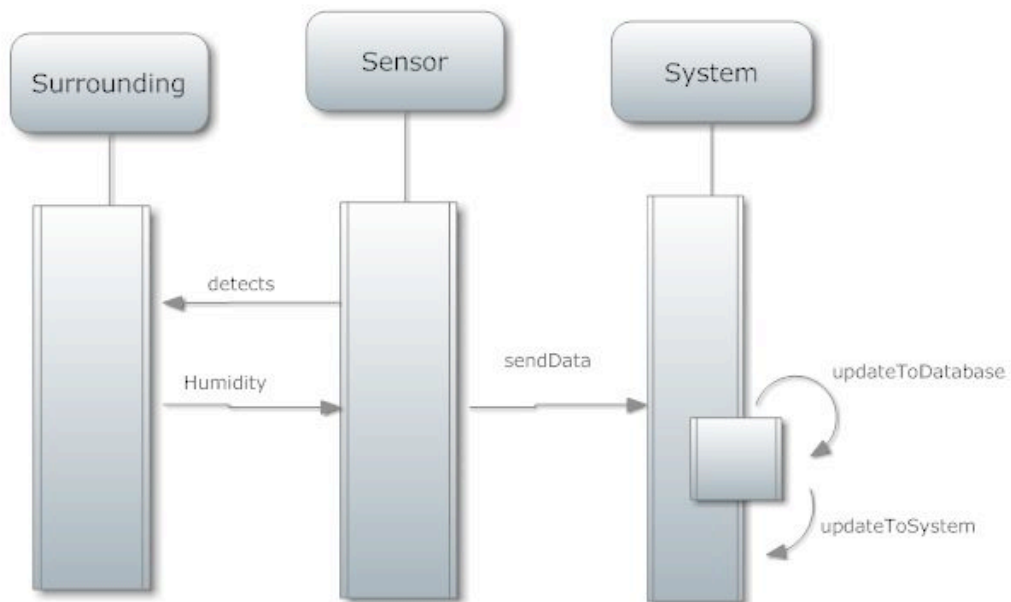 Surrounding
Sensor
System
detects
Humidity
sendData
updateToDatabase
updateToSystem